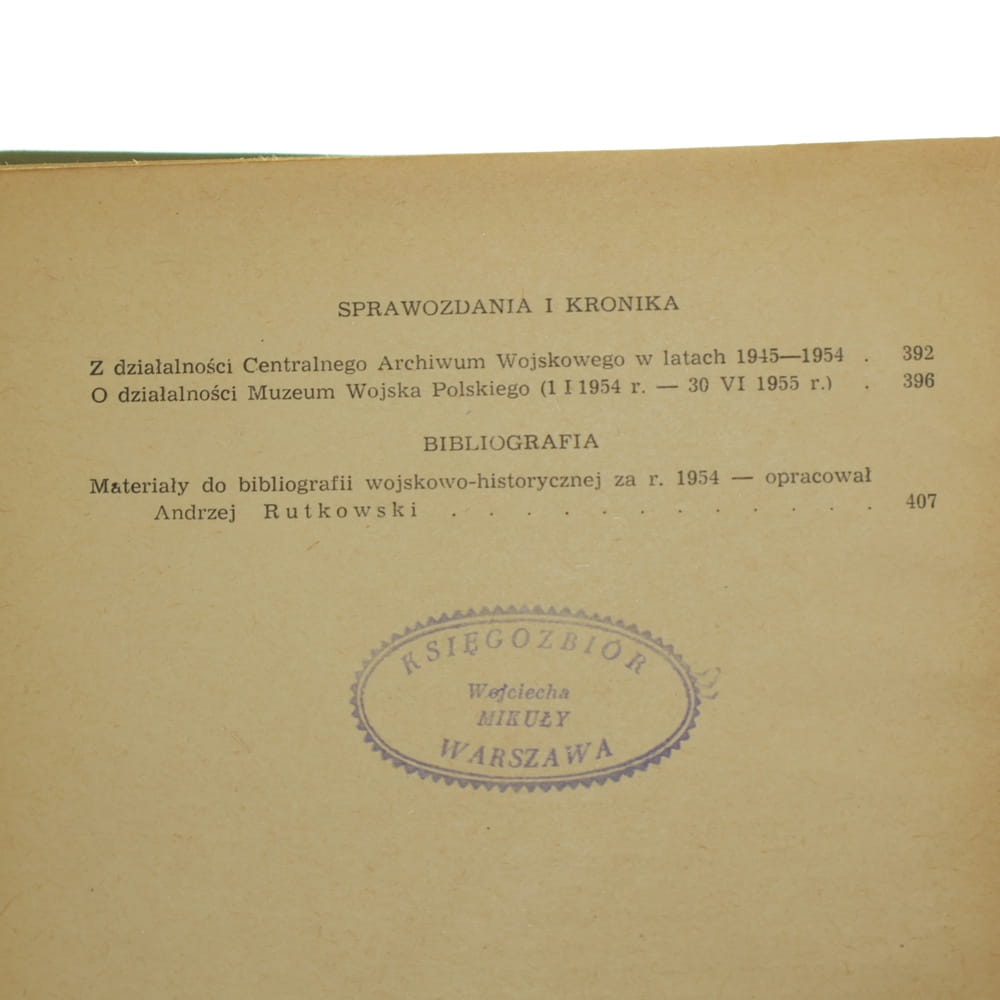 SPRAWOZDANIA I KRONIKA
Z działalności Centralnego Archiwum Wojskowego w latach 1945—1954 . 392
O działalności Muzeum Wojska Polskiego (1 I 1954 r. — 30 VI 1955 r.) . 396
BIBLIOGRAFIA
Materiały do bibliografii wojskowo-historycznej za r. 1954 — opracował
Andrzej Rutkowski . . . . . . . . . . . . 407
KSIĘGOZBIÓR
Wojciecha
MIKUŁY
WARSZAWA